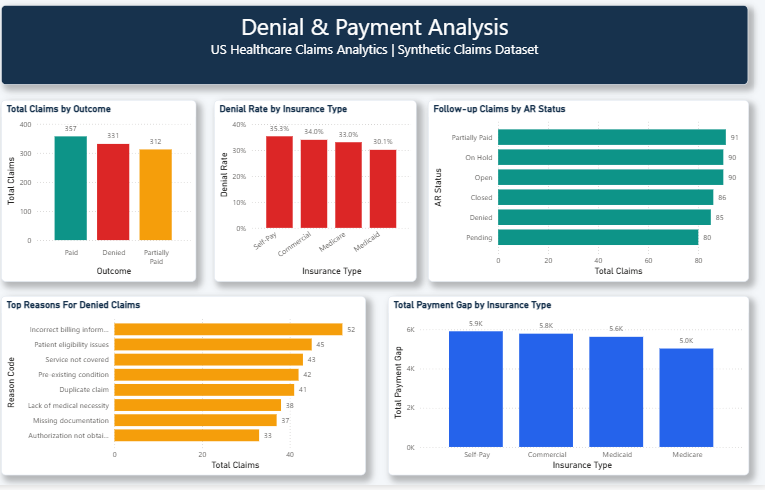 Denial & Payment Analysis
US Healthcare Claims Analytics | Synthetic Claims Dataset
Total Claims by Outcome
Total Claims
400
300
200
100
0
357
331
312
Paid
Denied
Partially
Paid
Outcome
Denial Rate by Insurance Type
Denial Rate
40%
30%
20%
10%
0%
35.3%
34.0%
33.0%
30.1%
Self-Pay
Commercial
Medicare
Medicaid
Insurance Type
Follow-up Claims by AR Status
AR Status
Partially Paid 91
On Hold 90
Open 90
Closed 86
Denied 85
Pending 80
0 20 40 60 80
Total Claims
Top Reasons For Denied Claims
Reason Code
Incorrect billing inform... 52
Patient eligibility issues 45
Service not covered 43
Pre-existing condition 42
Duplicate claim 41
Lack of medical necessity 38
Missing documentation 37
Authorization not obtai... 33
0 20 40
Total Claims
Total Payment Gap by Insurance Type
Total Payment Gap
6K
4K
2K
0K
5.9K
5.8K
5.6K
5.0K
Self-Pay
Commercial
Medicaid
Medicare
Insurance Type